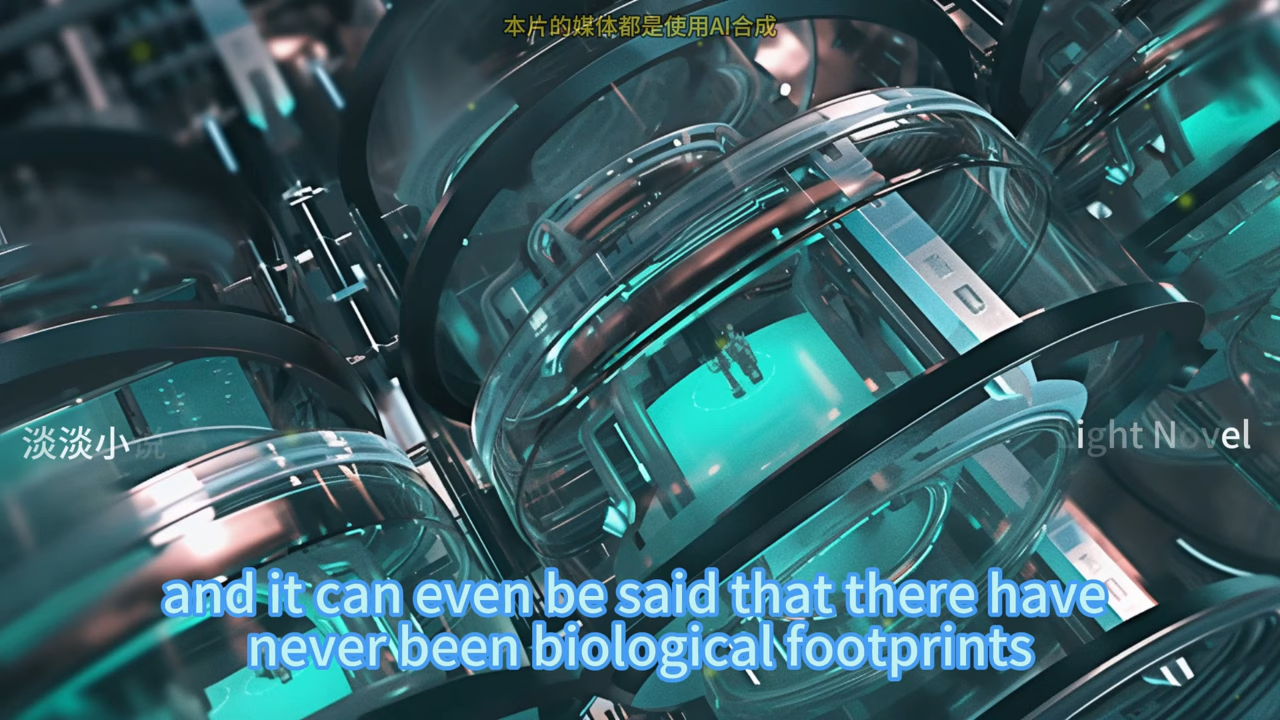 本片的媒体都是使用AI合成
淡淡小说
ight Novel
and it can even be said that there have
never been biological footprints